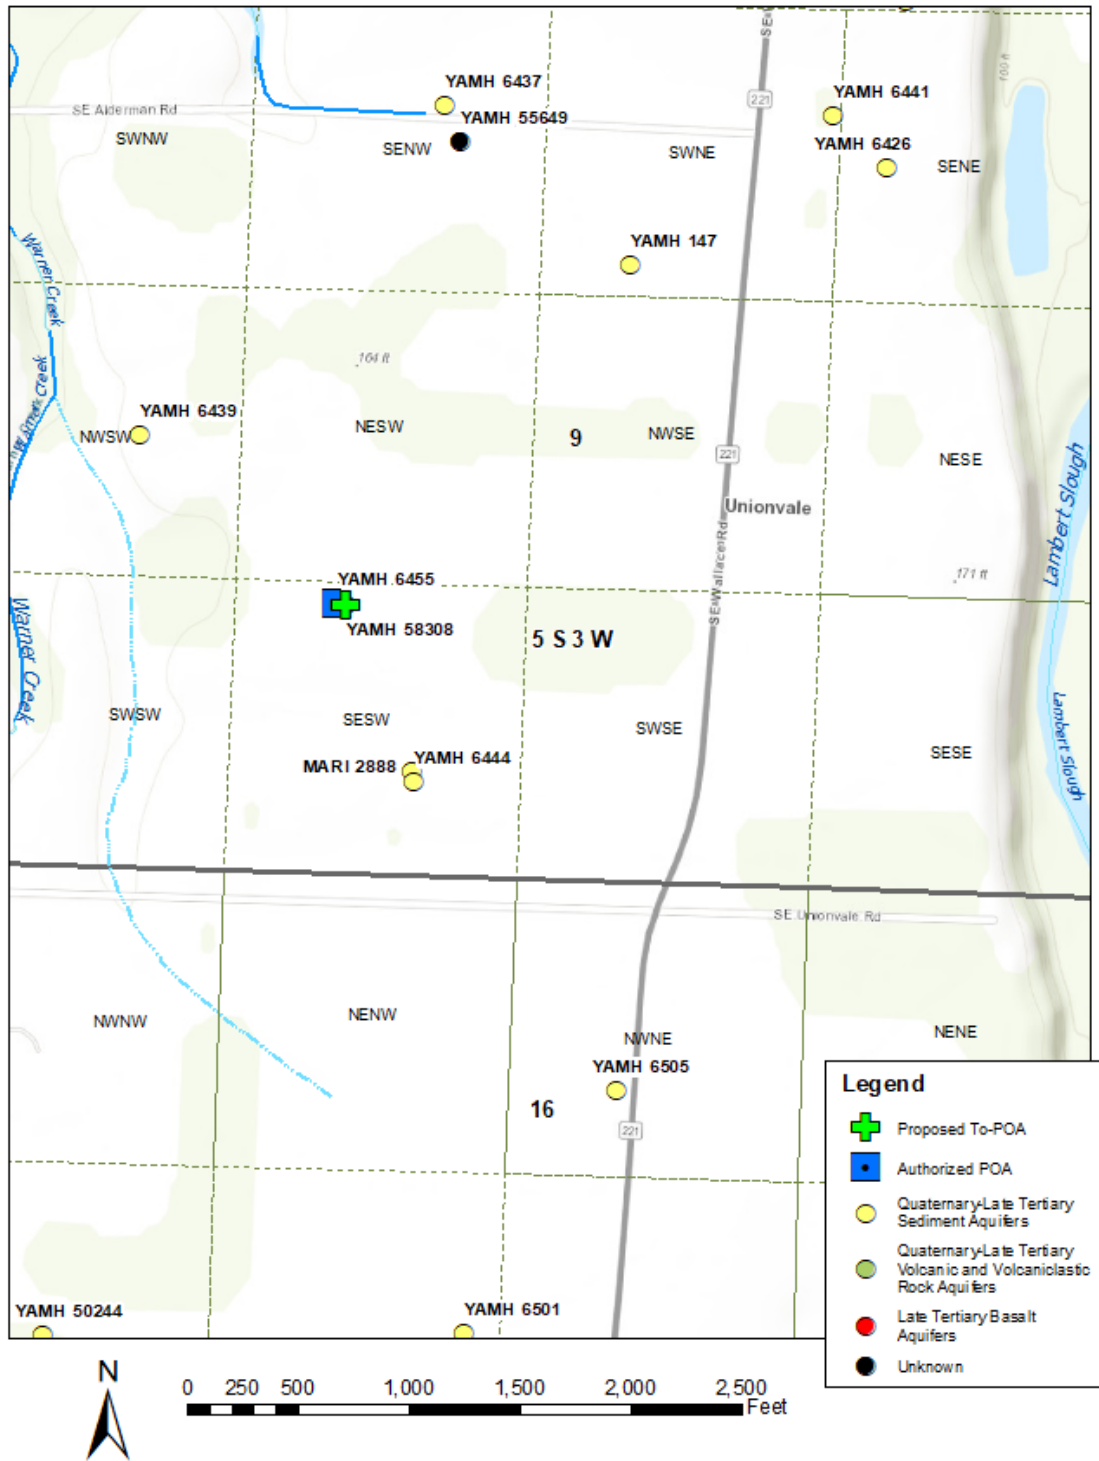 SE
100 ft
YAMH 6437
221
YAMH 6441
SE Alderman Rd
YAMH 55649
SWNW
SENW
SWNE
YAMH 6426
SENE
Warner Creek
YAMH 147
164 ft
YAMH 6439
NWSW
NESW
9
NWSE
221
NESE
Unionvale
Lambert Slough
SE Wallace Rd
171 ft
YAMH 6455
YAMH 58308
5 S 3 W
Warner Creek
SWSW
SESW
SWSE
SESE
Lambert Slough
MARI 2888
YAMH 6444
SE Unionvale Rd
NWNW
NENW
NWNE
NENE
YAMH 6505
16
221
YAMH 50244
YAMH 6501
Legend
Proposed To-POA
Authorized POA
Quaternary-Late Tertiary
Sediment Aquifers
Quaternary-Late Tertiary
Volcanic and Volcaniclastic
Rock Aquifers
Late Tertiary Basalt
Aquifers
Unknown
N
0 250 500 1,000 1,500 2,000 2,500
Feet